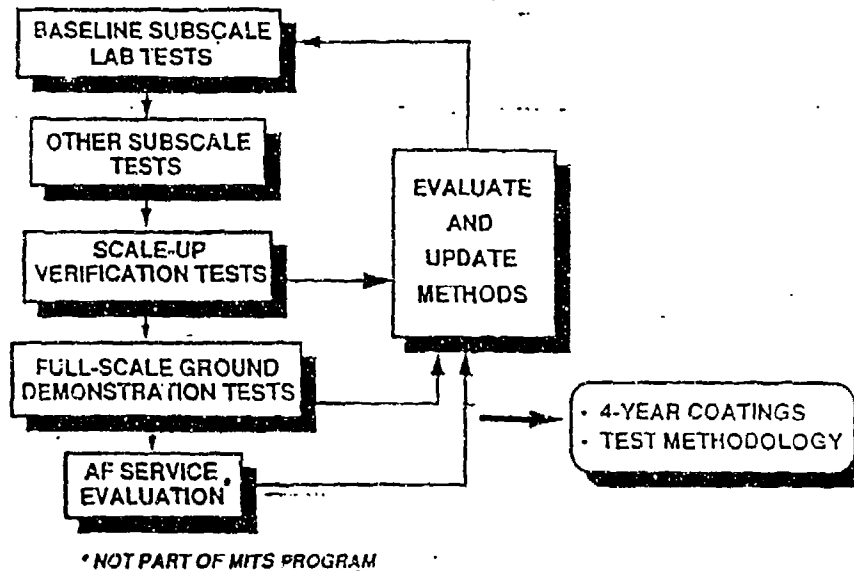 BASELINE SUBSCALE
LAB TESTS
OTHER SUBSCALE
TESTS
SCALE-UP
VERIFICATION TESTS
FULL-SCALE GROUND
DEMONSTRATION TESTS
AF SERVICE
EVALUATION*
EVALUATE
AND
UPDATE
METHODS
· 4-YEAR COATINGS
· TEST METHODOLOGY
* NOT PART OF MITS PROGRAM